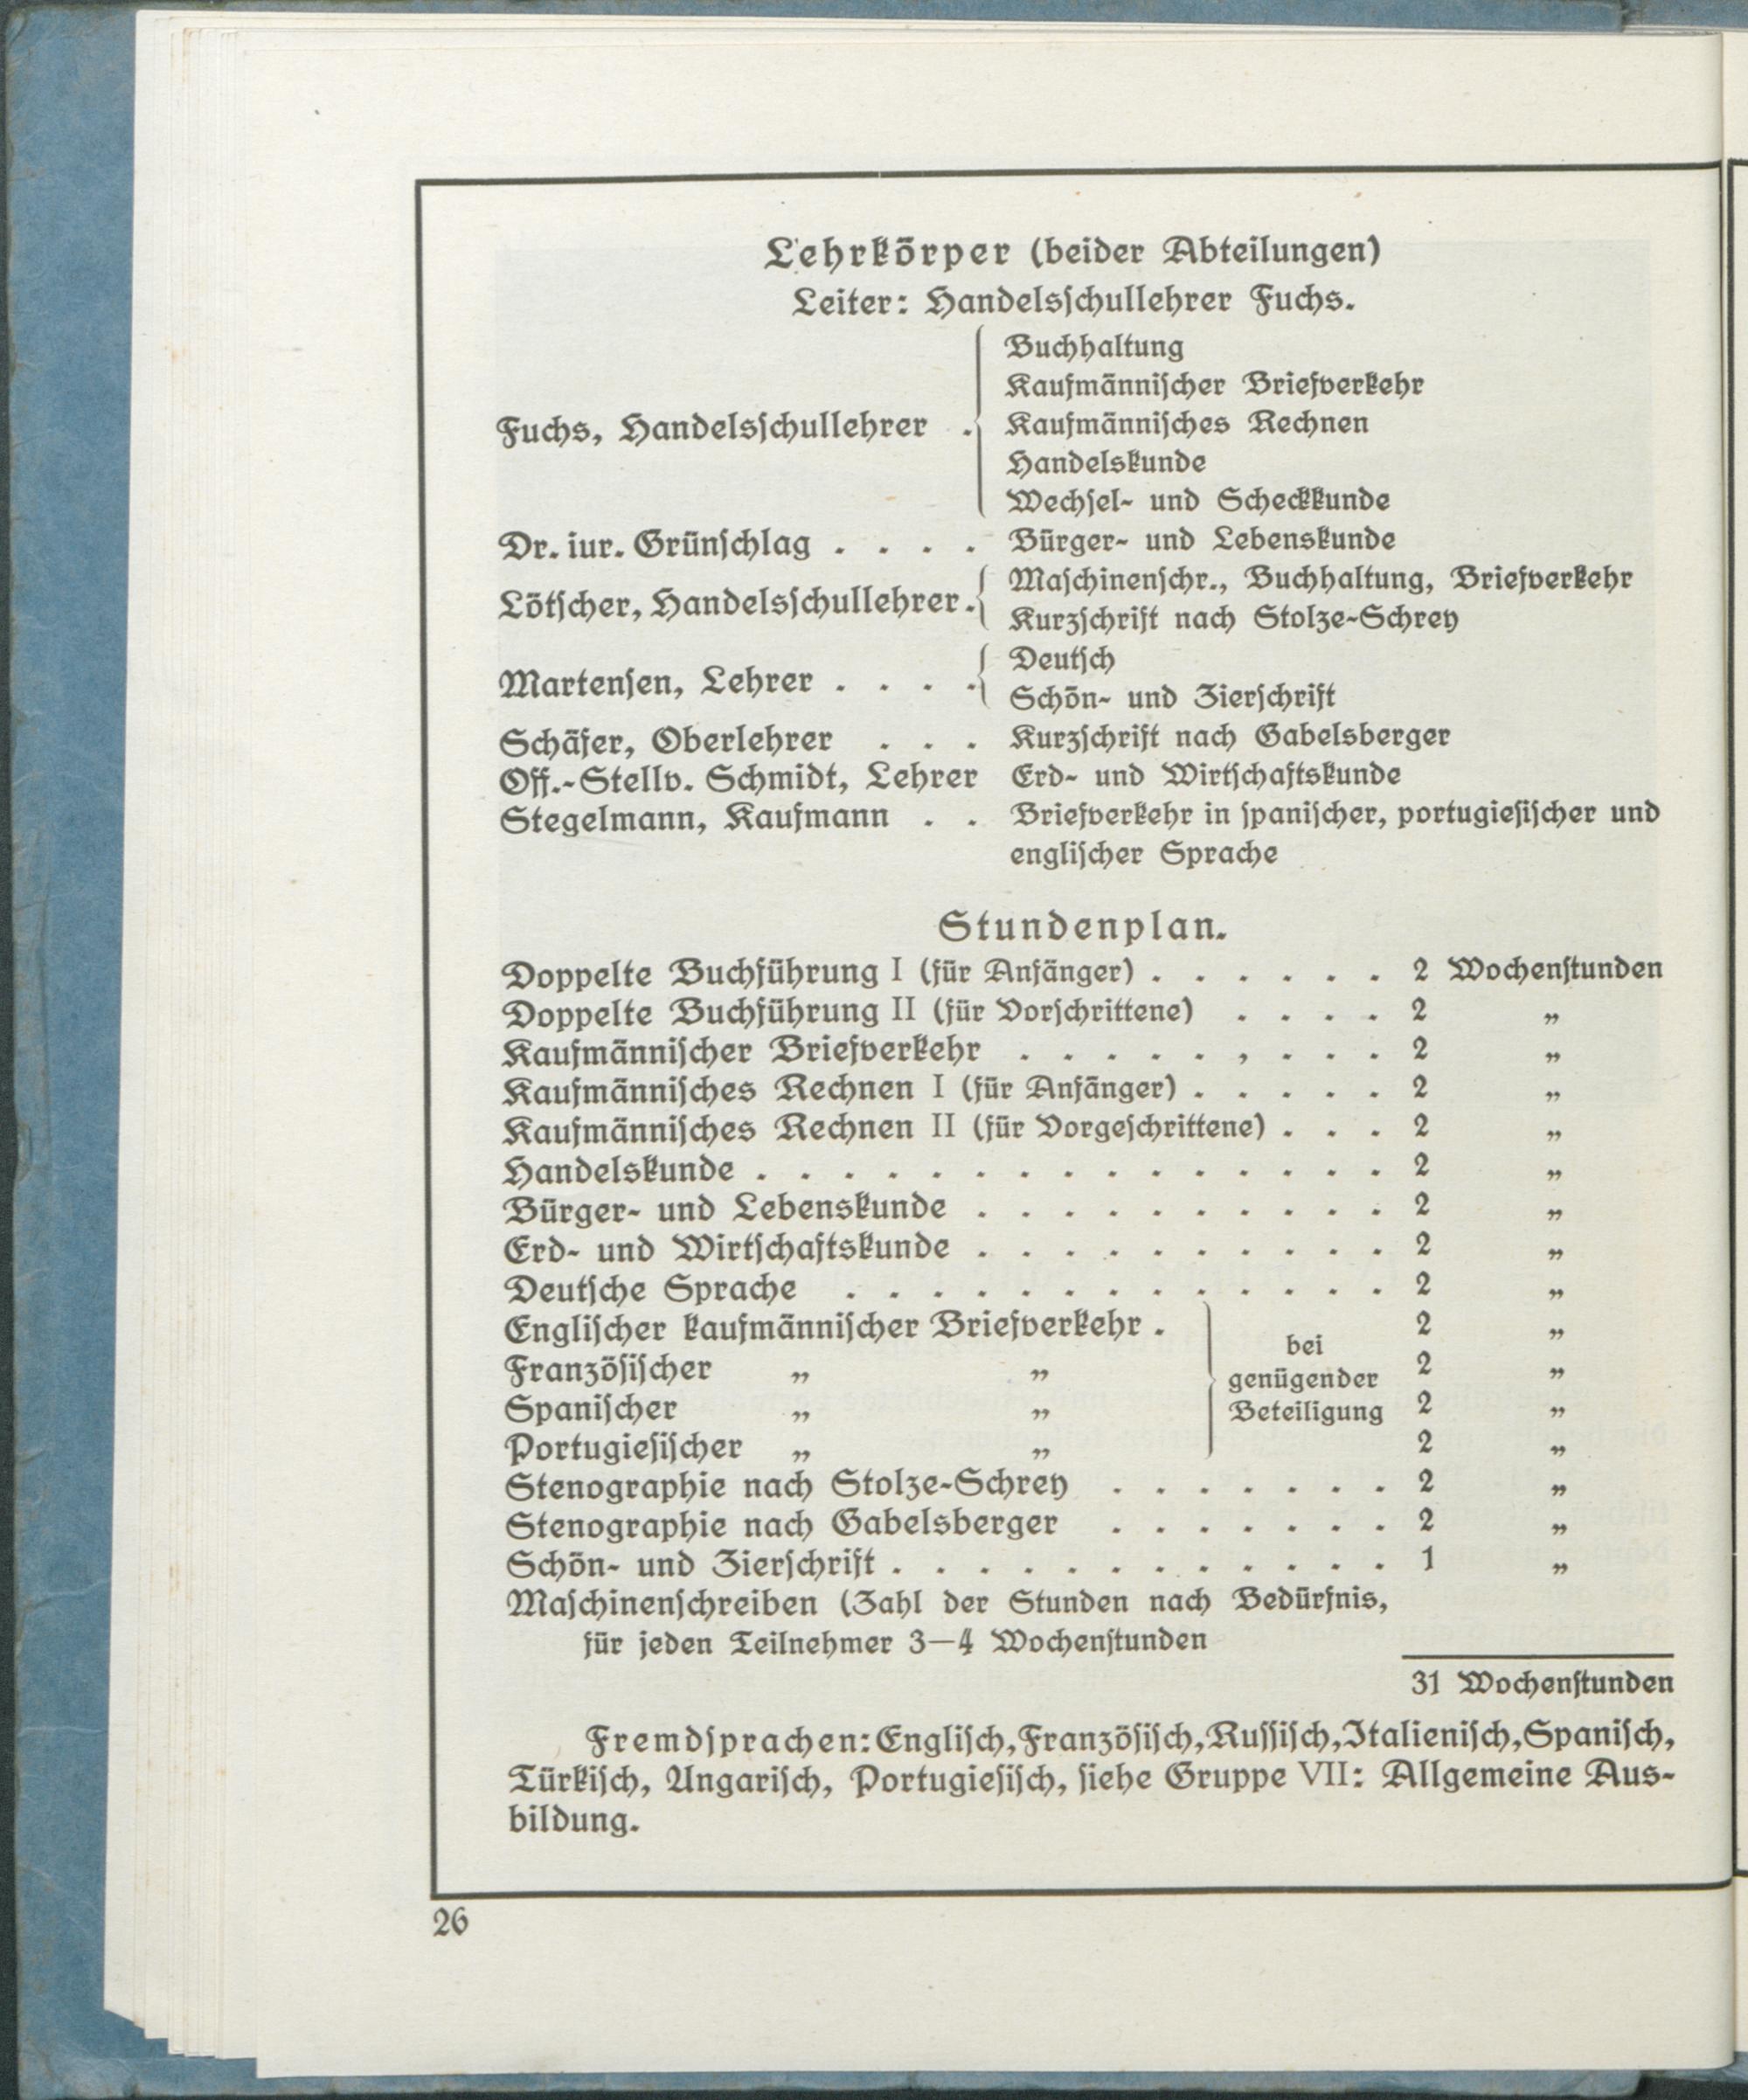 Lehrkörper (beider Abteilungen)
Leiter: Handelsschullehrer Fuchs.
Buchhaltung
Kaufmännischer Briefverkehr
Fuchs, Handelsschullehrer . Kaufmännisches Rechnen
Handelskunde
Wechsel- und Scheckkunde
Dr. iur. Grünschlag . . . . Bürger- und Lebenskunde
Lötscher, Handelsschullehrer. Maschinenschr., Buchhaltung, Briefverkehr
Kurzschrift nach Stolze-Schrey
Martensen, Lehrer . . . . Deutsch
Schön- und Zierschrift
Schäfer, Oberlehrer . . . Kurzschrift nach Gabelsberger
Off.-Stellv. Schmidt, Lehrer Erd- und Wirtschaftskunde
Stegelmann, Kaufmann . . Briefverkehr in spanischer, portugiesischer und
englischer Sprache
Stundenplan.
Doppelte Buchführung I (für Anfänger) . . . . . . 2 Wochenstunden
Doppelte Buchführung II (für Vorschrittene) . . . . 2 „
Kaufmännischer Briefverkehr . . . . . , . . . 2 „
Kaufmännisches Rechnen I (für Anfänger) . . . . . 2 „
Kaufmännisches Rechnen II (für Vorgeschrittene) . . . 2 „
Handelskunde . . . . . . . . . . . . . . . 2 „
Bürger- und Lebenskunde . . . . . . . . . . 2 „
Erd- und Wirtschaftskunde . . . . . . . . . . 2 „
Deutsche Sprache . . . . . . . . . . . . . 2 „
Englischer kaufmännischer Briefverkehr . 2 „
bei
Französischer „ „ 2 „
genügender
Spanischer „ „ Beteiligung 2 „
Portugiesischer „ „ 2 „
Stenographie nach Stolze-Schrey . . . . . . . 2 „
Stenographie nach Gabelsberger . . . . . . . 2 „
Schön- und Zierschrift . . . . . . . . . . . . 1 „
Maschinenschreiben (Zahl der Stunden nach Bedürfnis,
für jeden Teilnehmer 3—4 Wochenstunden
31 Wochenstunden
Fremdsprachen: Englisch, Französisch, Russisch, Italienisch, Spanisch,
Türkisch, Ungarisch, Portugiesisch, siehe Gruppe VII: Allgemeine Aus-
bildung.
26